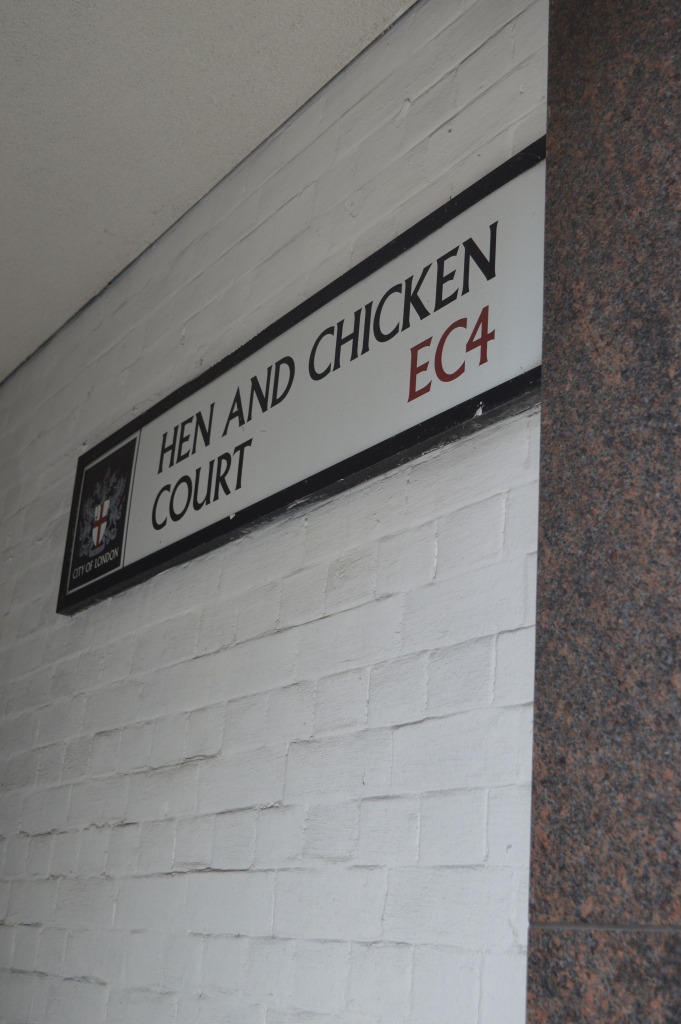 HEN AND CHICKEN
EC4
COURT
CITY OF LONDON